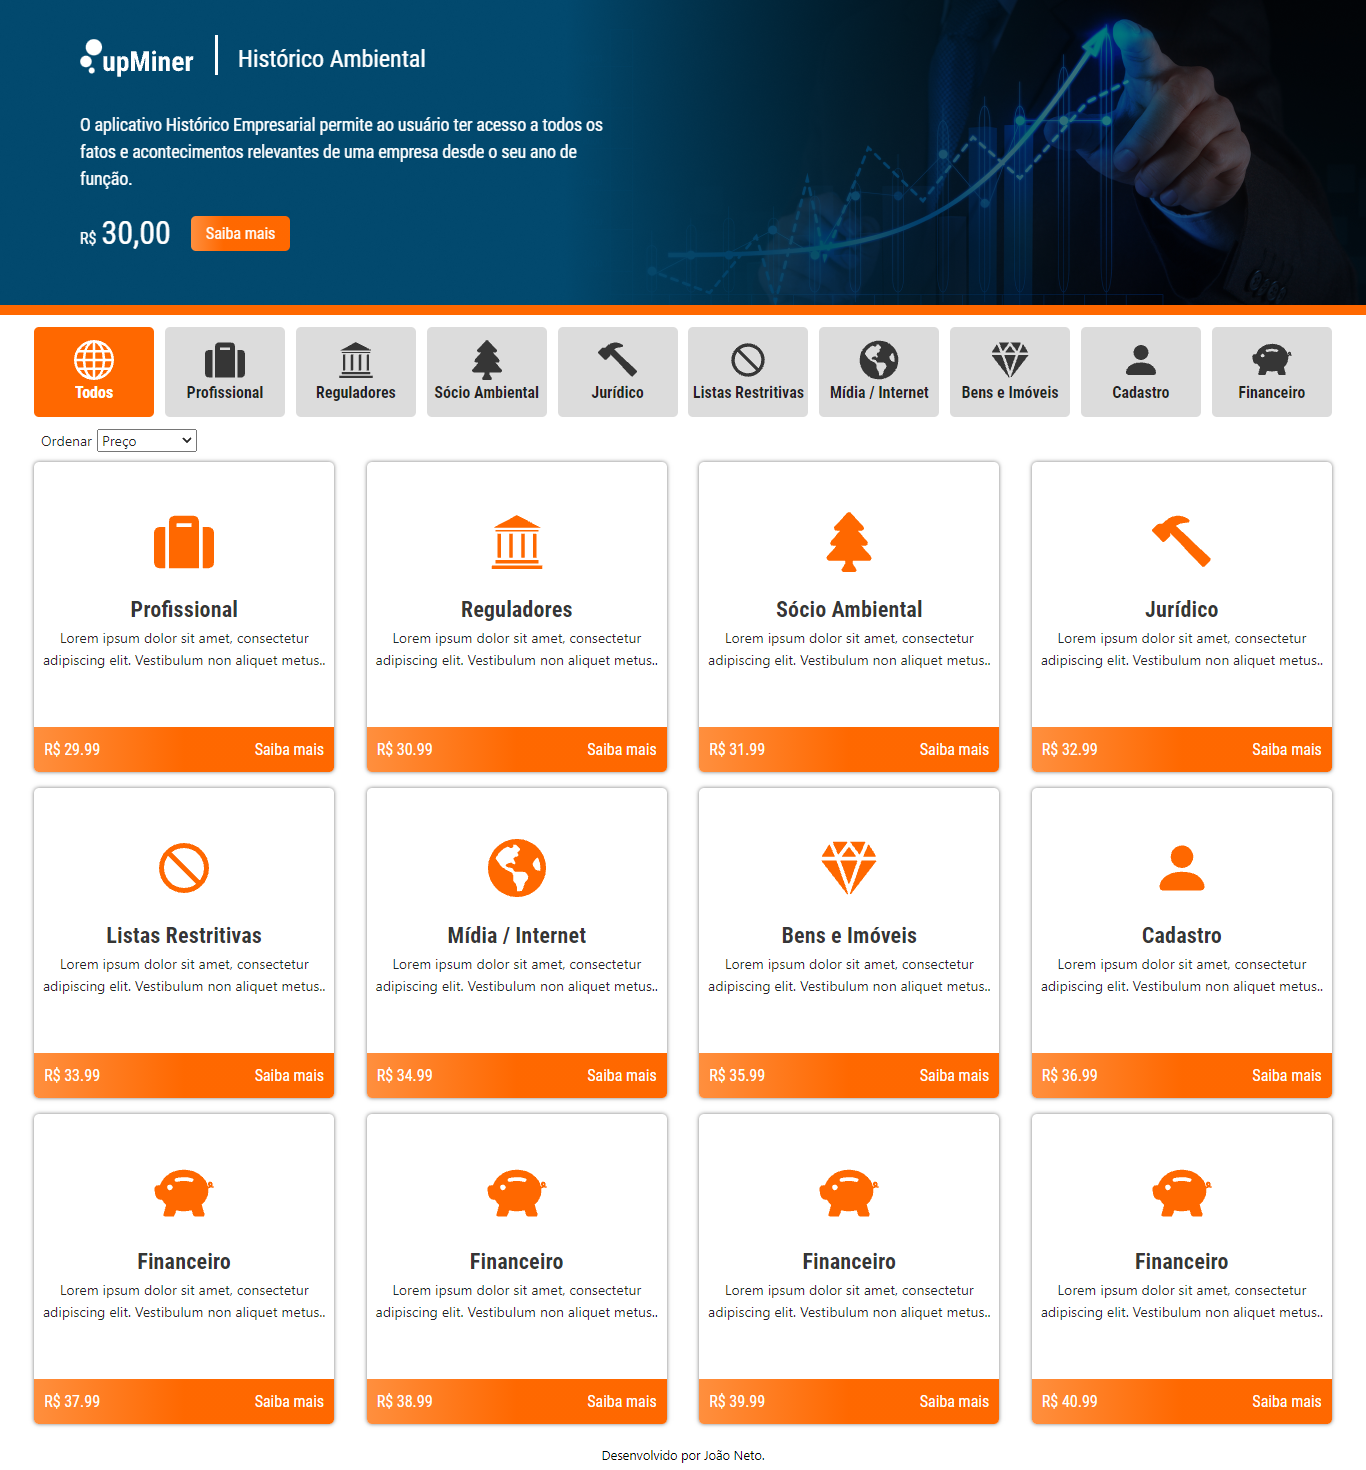 upMiner
Histórico Ambiental
O aplicativo Histórico Empresarial permite ao usuário ter acesso a todos os
fatos e acontecimentos relevantes de uma empresa desde o seu ano de
função.
R$ 30,00
Saiba mais
Todos
Profissional
Reguladores
Sócio Ambiental
Jurídico
Listas Restritivas
Mídia / Internet
Bens e Imóveis
Cadastro
Financeiro
Ordenar
Preço
Profissional
Lorem ipsum dolor sit amet, consectetur
adipiscing elit. Vestibulum non aliquet metus..
R$ 29.99
Saiba mais
Reguladores
Lorem ipsum dolor sit amet, consectetur
adipiscing elit. Vestibulum non aliquet metus..
R$ 30.99
Saiba mais
Sócio Ambiental
Lorem ipsum dolor sit amet, consectetur
adipiscing elit. Vestibulum non aliquet metus..
R$ 31.99
Saiba mais
Jurídico
Lorem ipsum dolor sit amet, consectetur
adipiscing elit. Vestibulum non aliquet metus..
R$ 32.99
Saiba mais
Listas Restritivas
Lorem ipsum dolor sit amet, consectetur
adipiscing elit. Vestibulum non aliquet metus..
R$ 33.99
Saiba mais
Mídia / Internet
Lorem ipsum dolor sit amet, consectetur
adipiscing elit. Vestibulum non aliquet metus..
R$ 34.99
Saiba mais
Bens e Imóveis
Lorem ipsum dolor sit amet, consectetur
adipiscing elit. Vestibulum non aliquet metus..
R$ 35.99
Saiba mais
Cadastro
Lorem ipsum dolor sit amet, consectetur
adipiscing elit. Vestibulum non aliquet metus..
R$ 36.99
Saiba mais
Financeiro
Lorem ipsum dolor sit amet, consectetur
adipiscing elit. Vestibulum non aliquet metus..
R$ 37.99
Saiba mais
Financeiro
Lorem ipsum dolor sit amet, consectetur
adipiscing elit. Vestibulum non aliquet metus..
R$ 38.99
Saiba mais
Financeiro
Lorem ipsum dolor sit amet, consectetur
adipiscing elit. Vestibulum non aliquet metus..
R$ 39.99
Saiba mais
Financeiro
Lorem ipsum dolor sit amet, consectetur
adipiscing elit. Vestibulum non aliquet metus..
R$ 40.99
Saiba mais
Desenvolvido por João Neto.